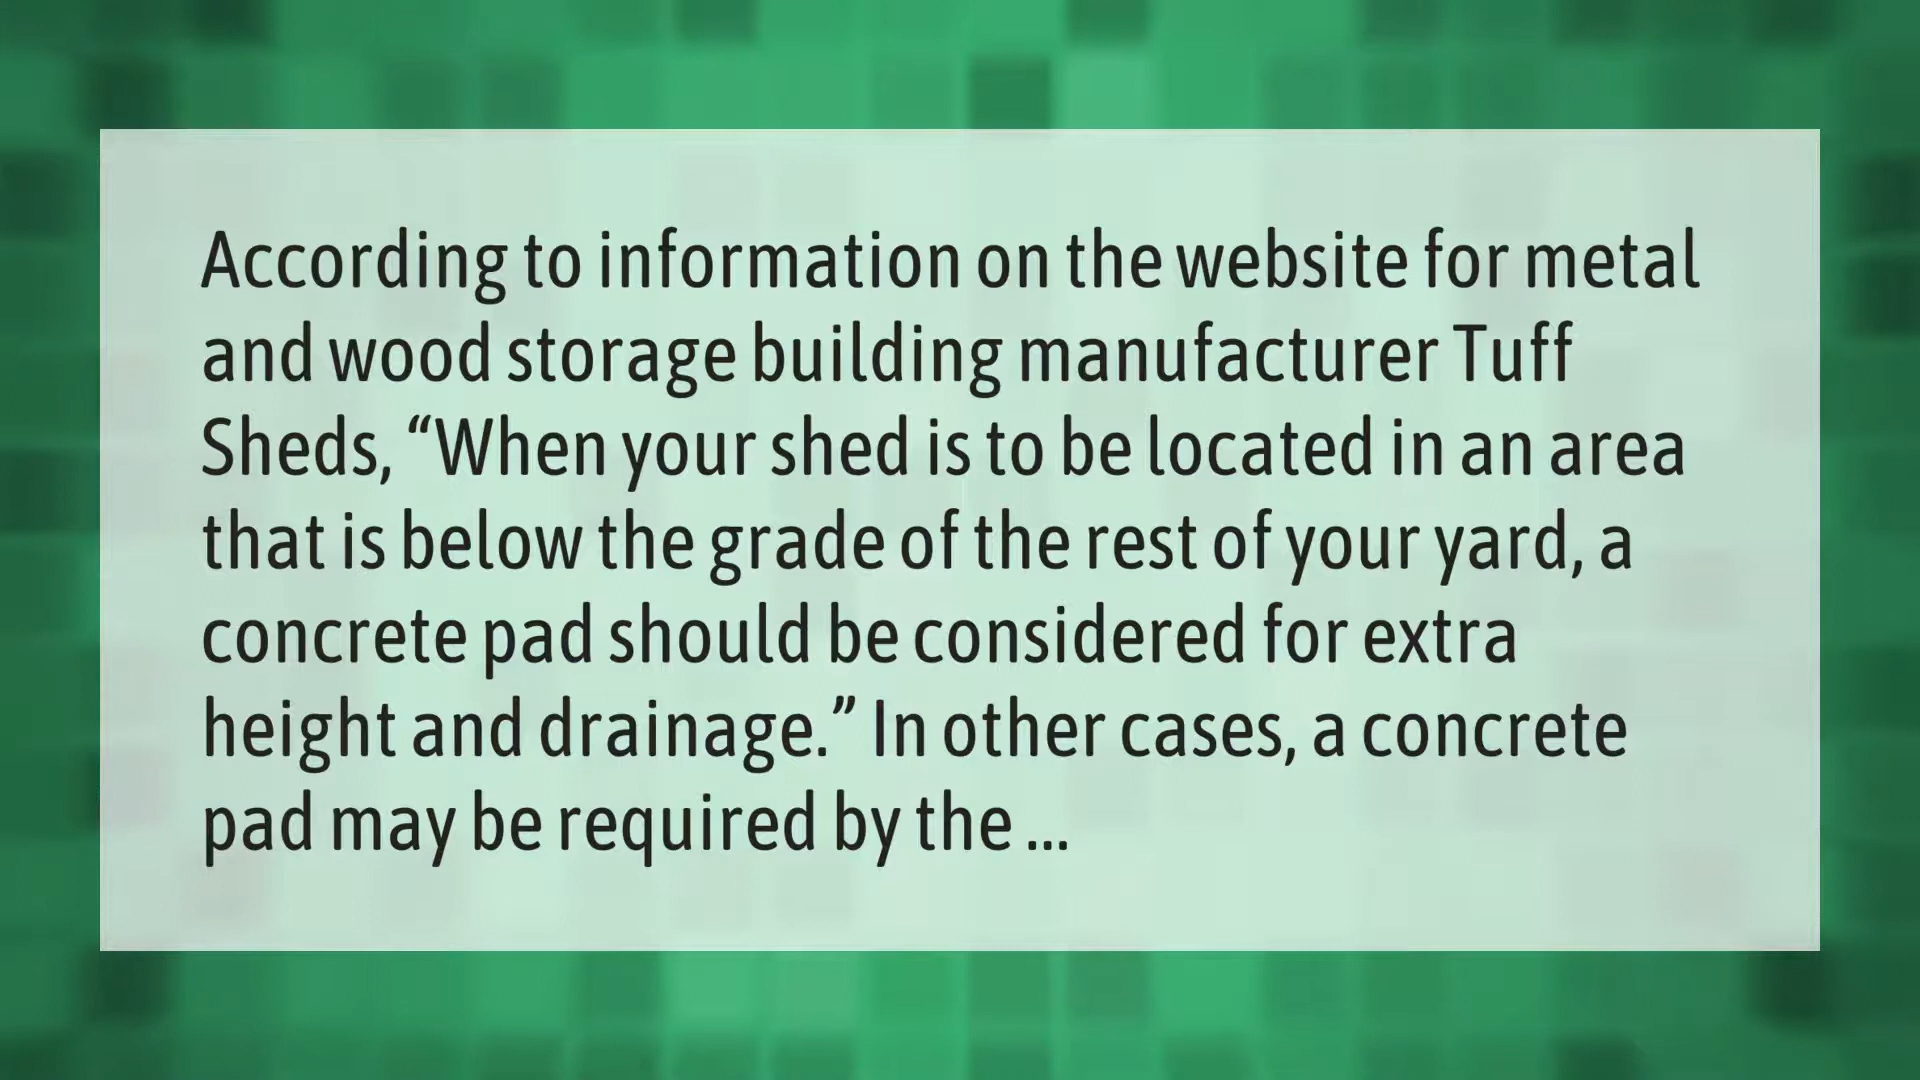 According to information on the website for metal
and wood storage building manufacturer Tuff
Sheds, “When your shed is to be located in an area
that is below the grade of the rest of your yard, a
concrete pad should be considered for extra
height and drainage.” In other cases, a concrete
pad may be required by the ...